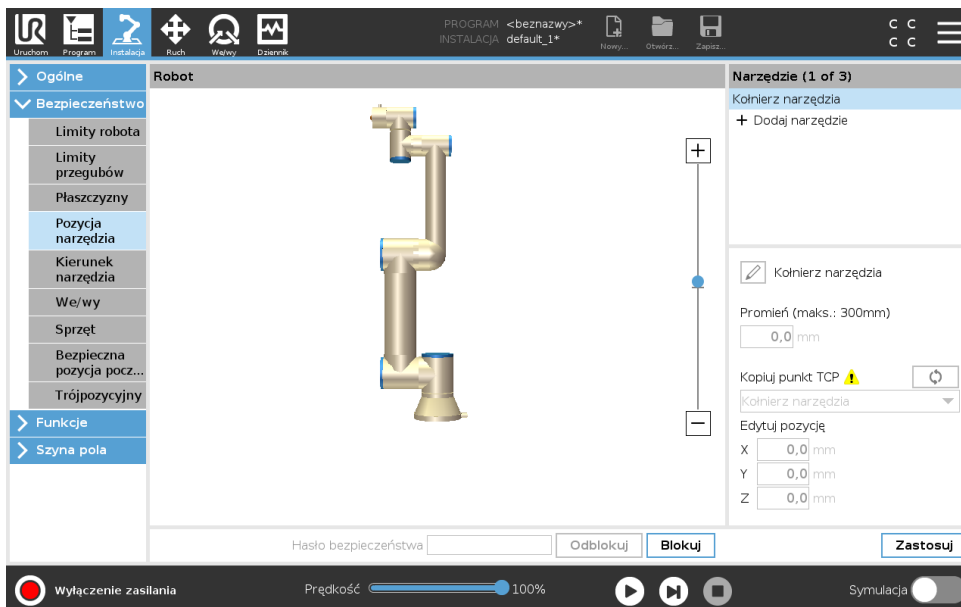 UR
PROGRAM <beznazwy>*
INSTALACJA default_1*
Uruchom
Program
Instalacja
Ruch
We/wy
Dziennik
Nowy...
Otwórz...
Zapisz...
C C
C C
Ogólne
Bezpieczeństwo
Limity robota
Limity
przegubów
Płaszczyzny
Pozycja
narzędzia
Kierunek
narzędzia
We/wy
Sprzęt
Bezpieczna
pozycja pocz...
Trójpozycyjny
Funkcje
Szyna pola
Robot
Narzędzie (1 of 3)
Kołnierz narzędzia
+ Dodaj narzędzie
Kołnierz narzędzia
Promień (maks.: 300mm)
0,0 mm
Kopiuj punkt TCP
Kołnierz narzędzia
Edytuj pozycję
X 0,0 mm
Y 0,0 mm
Z 0,0 mm
Hasło bezpieczeństwa
Odblokuj
Blokuj
Zastosuj
Wyłączenie zasilania
Prędkość
100%
Symulacja